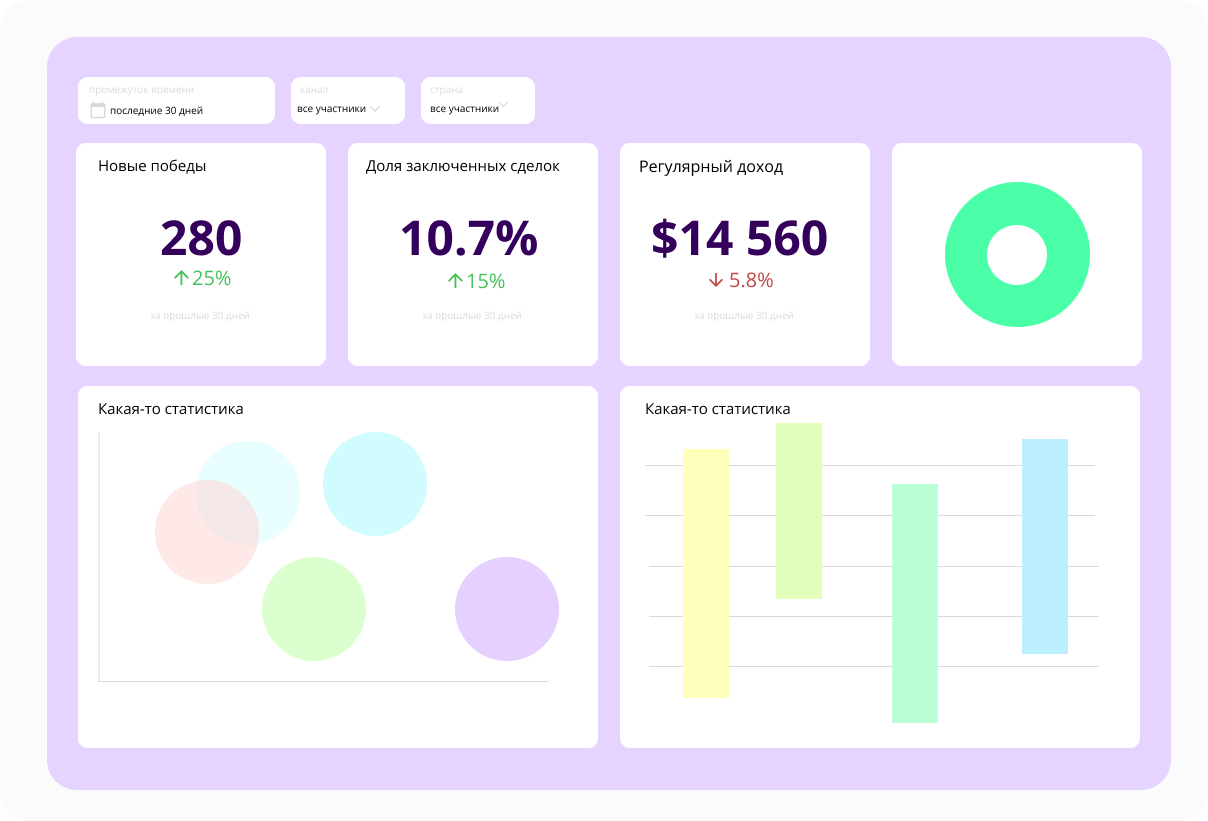 промежуток времени
последние 30 дней
канал
все участники
страна
все участники
Новые победы
280
↑25%
за прошлые 30 дней
Доля заключенных сделок
10.7%
↑15%
за прошлые 30 дней
Регулярный доход
$14 560
↓ 5.8%
за прошлые 30 дней
Какая-то статистика
Какая-то статистика